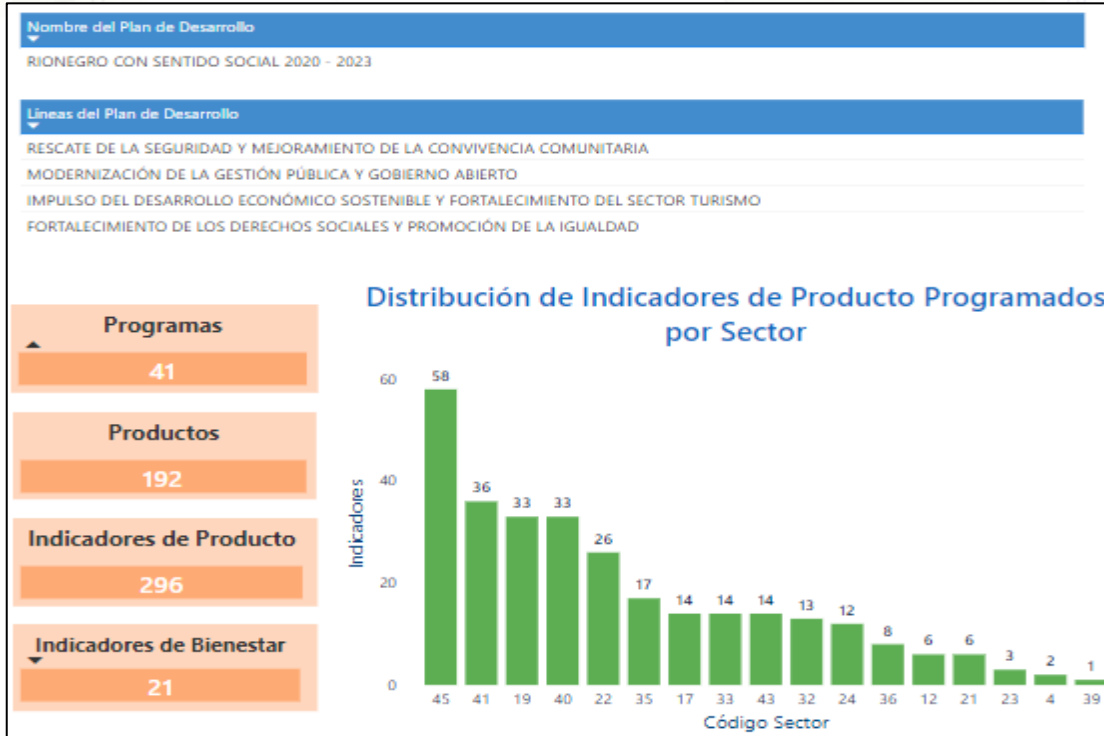 Nombre del Plan de Desarrollo
RIONEGRO CON SENTIDO SOCIAL 2020 - 2023
Líneas del Plan de Desarrollo
RESCATE DE LA SEGURIDAD Y MEJORAMIENTO DE LA CONVIVENCIA COMUNITARIA
MODERNIZACIÓN DE LA GESTIÓN PÚBLICA Y GOBIERNO ABIERTO
IMPULSO DEL DESARROLLO ECONÓMICO SOSTENIBLE Y FORTALECIMIENTO DEL SECTOR TURISMO
FORTALECIMIENTO DE LOS DERECHOS SOCIALES Y PROMOCIÓN DE LA IGUALDAD
Programas
41
Productos
192
Indicadores de Producto
296
Indicadores de Bienestar
21
Distribución de Indicadores de Producto Programados
por Sector
Indicadores
60
40
20
0
58 36 33 33 26 17 14 14 14 13 12 8 6 6 3 2 1
45 41 19 40 22 35 17 33 43 32 24 36 12 21 23 4 39
Código Sector